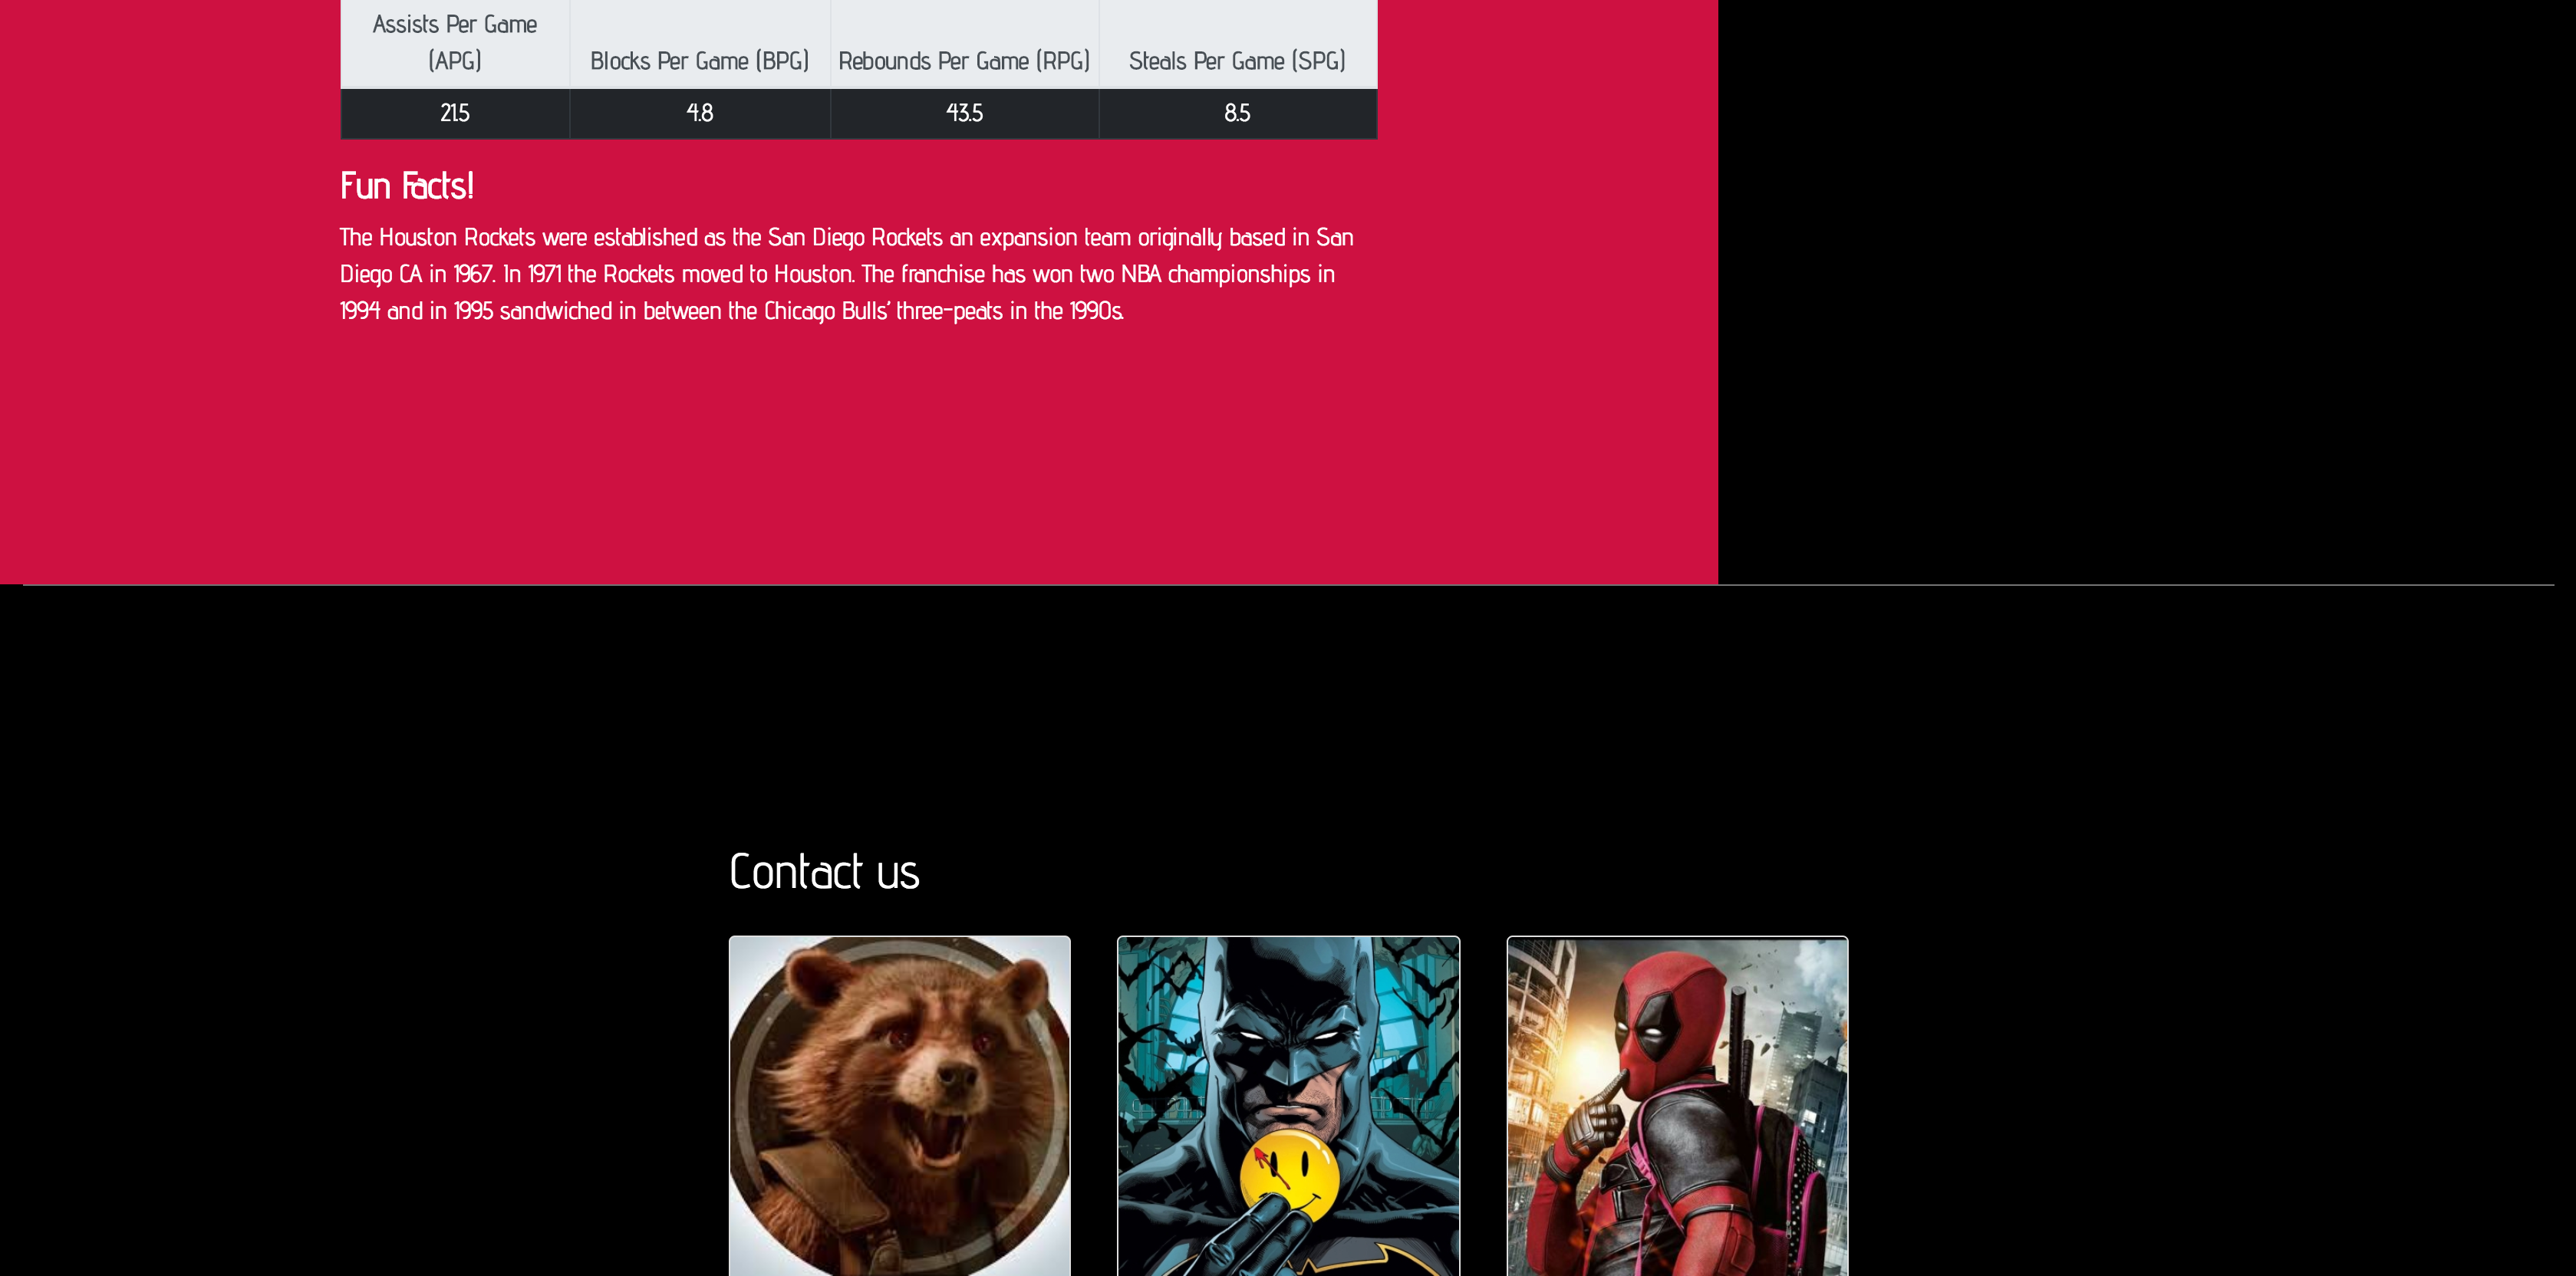 Assists Per Game
(APG)
Blocks Per Game (BPG)
Rebounds Per Game (RPG)
Steals Per Game (SPG)
21.5
4.8
43.5
8.5
Fun Facts!
The Houston Rockets were established as the San Diego Rockets an expansion team originally based in San
Diego CA in 1967. In 1971 the Rockets moved to Houston. The franchise has won two NBA championships in
1994 and in 1995 sandwiched in between the Chicago Bulls' three-peats in the 1990s.
Contact us